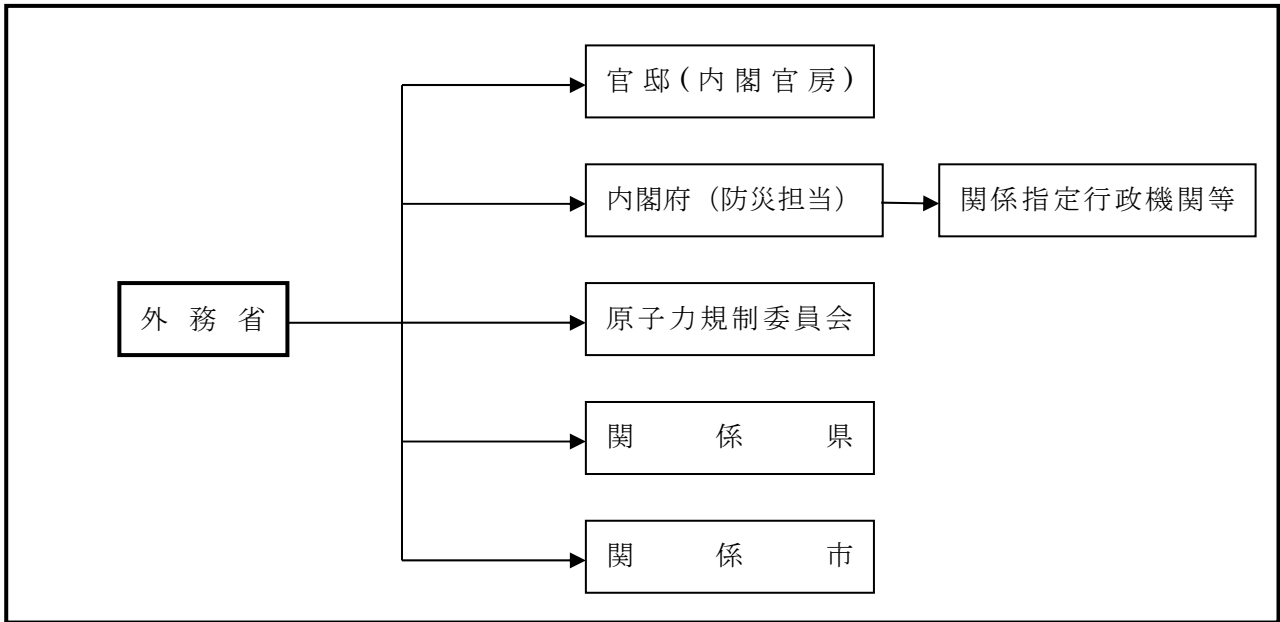 官邸(内閣官房)
内閣府（防災担当）
関係指定行政機関等
外務省
原子力規制委員会
関係県
関係市